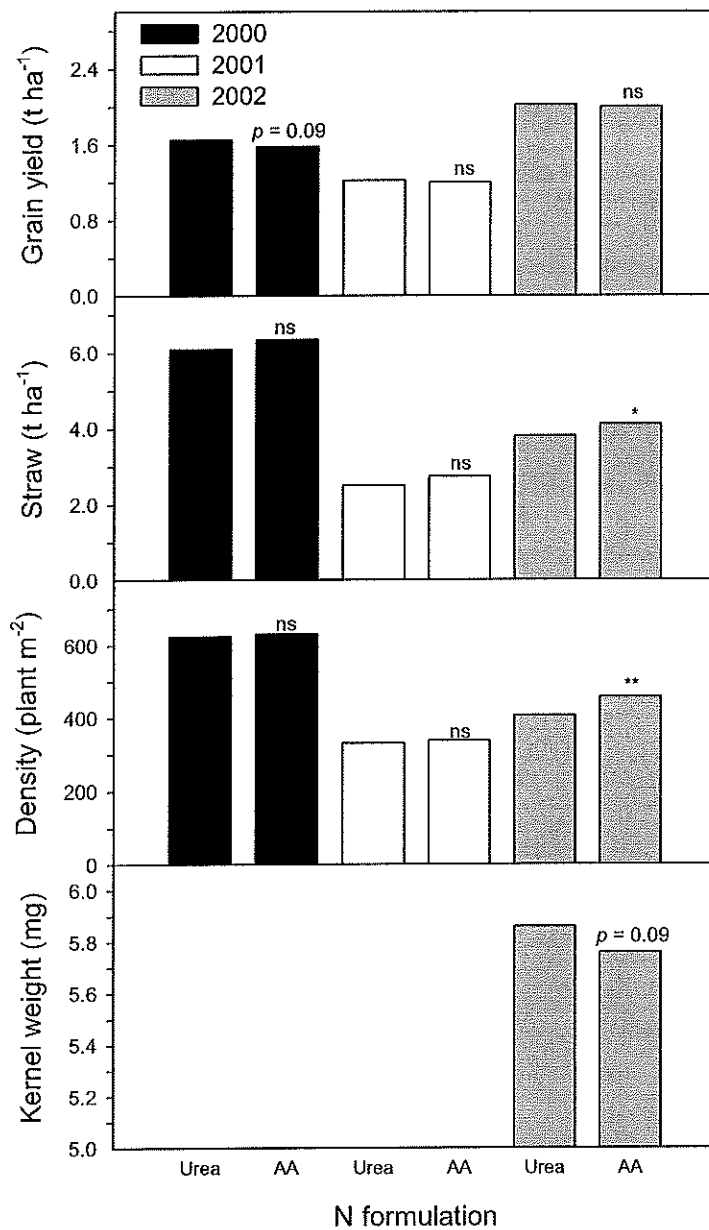 2000
2001
2002
Grain yield (t ha⁻¹)
2.4
1.6
0.8
0.0
p = 0.09
ns
ns
Straw (t ha⁻¹)
6.0
4.0
2.0
0.0
ns
ns
*
Density (plant m⁻²)
600
400
200
0
ns
ns
**
Kernel weight (mg)
6.0
5.8
5.6
5.4
5.2
5.0
p = 0.09
Urea AA Urea AA Urea AA
N formulation